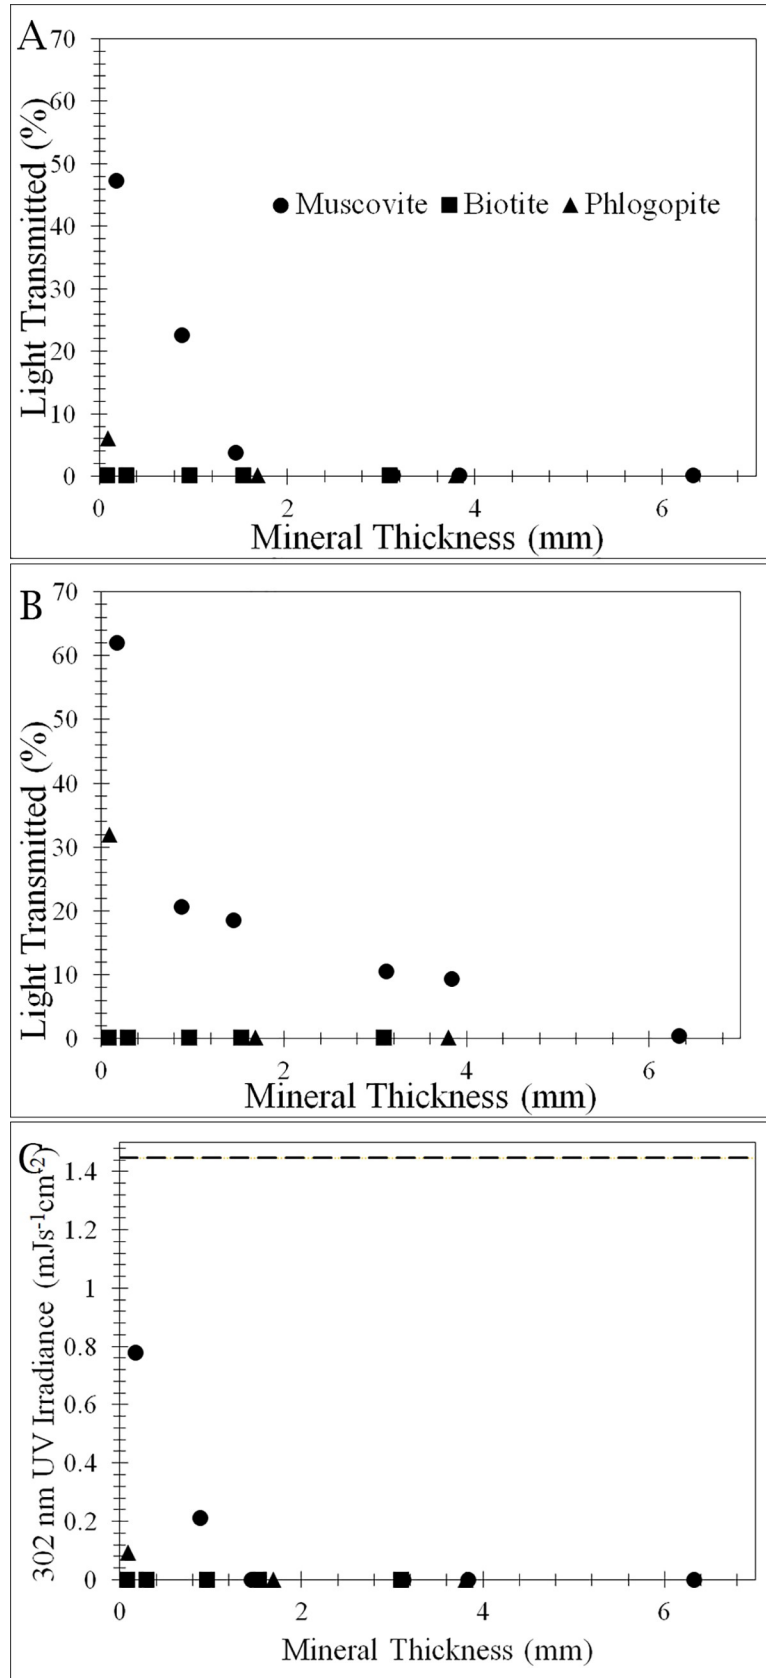 A
70
60
50
40
30
20
10
0
Light Transmitted (%)
Muscovite Biotite Phlogopite
0 2 4 6
Mineral Thickness (mm)
B
70
60
50
40
30
20
10
0
Light Transmitted (%)
0 2 4 6
Mineral Thickness (mm)
C
1.4
1.2
1
0.8
0.6
0.4
0.2
0
302 nm UV Irradiance (mJs⁻¹cm⁻²)
0 2 4 6
Mineral Thickness (mm)